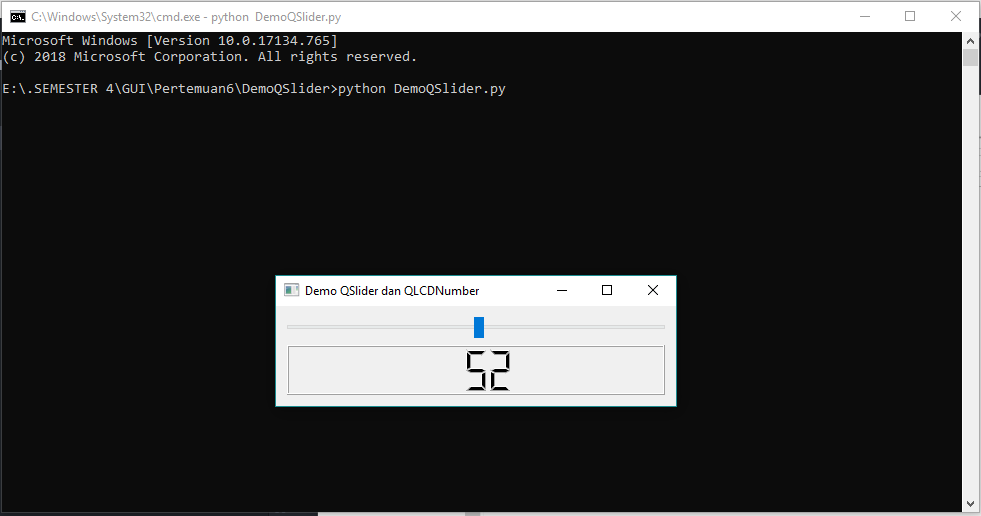 C:\Windows\System32\cmd.exe - python  DemoQSlider.py
Microsoft Windows [Version 10.0.17134.765]
(c) 2018 Microsoft Corporation. All rights reserved.
E:\.SEMESTER 4\GUI\Pertemuan6\DemoQSlider>python DemoQSlider.py
Demo QSlider dan QLCDNumber
52